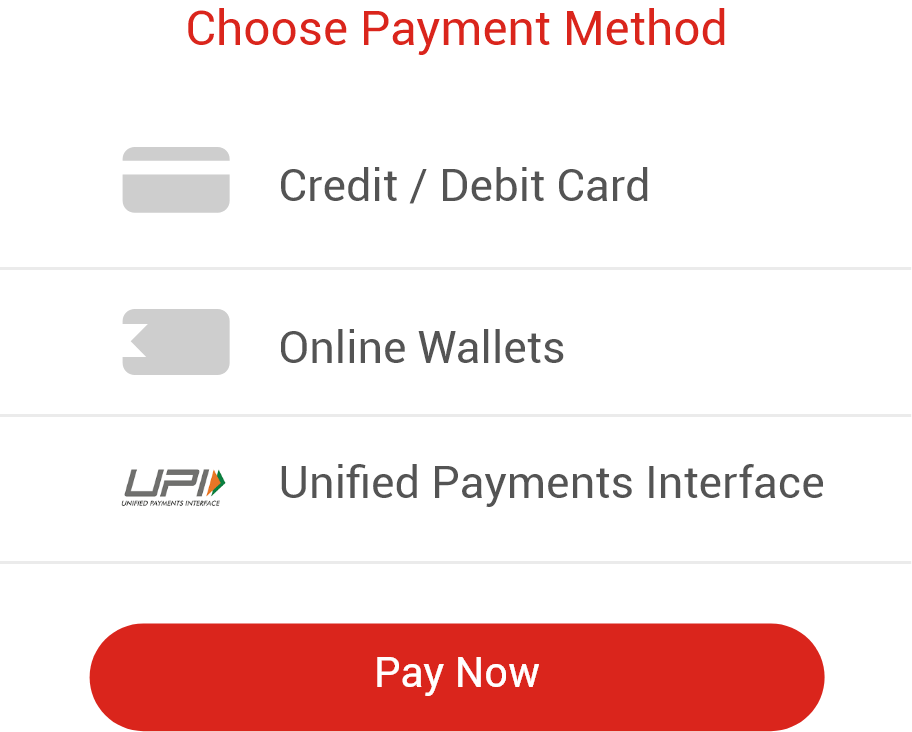 Choose Payment Method
Credit / Debit Card
Online Wallets
UPI
UNIFIED PAYMENTS INTERFACE
Unified Payments Interface
Pay Now